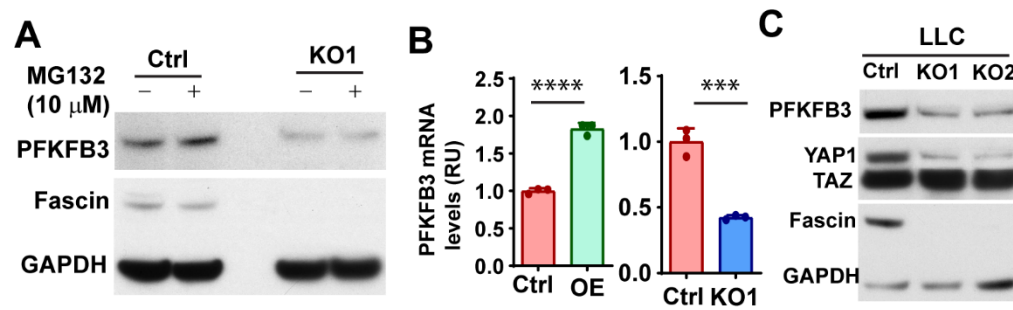 A
Ctrl KO1
MG132
(10 μM)
− + − +
PFKFB3
Fascin
GAPDH
B
PFKFB3 mRNA
levels (RU)
2.5
2.0
1.5
1.0
0.5
0.0
****
Ctrl OE
1.5
1.0
0.5
0.0
***
Ctrl KO1
C
LLC
Ctrl KO1 KO2
PFKFB3
YAP1
TAZ
Fascin
GAPDH